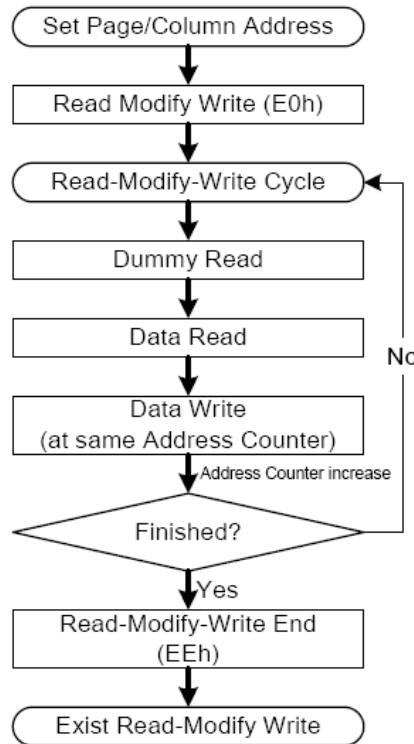 Set Page/Column Address
Read Modify Write (E0h)
Read-Modify-Write Cycle
Dummy Read
Data Read
No
Data Write
(at same Address Counter)
Address Counter increase
Finished?
Yes
Read-Modify-Write End
(EEh)
Exist Read-Modify Write